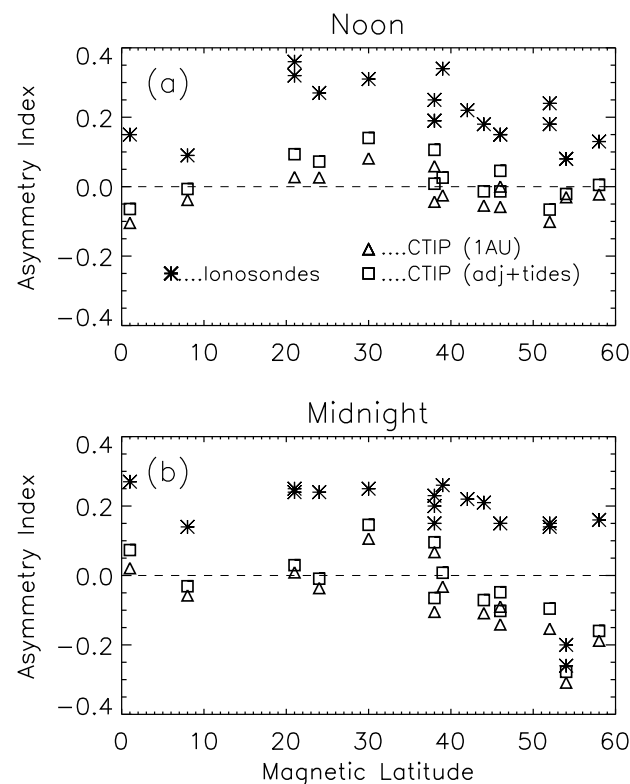 Noon
(a)
Asymmetry Index
0.4
0.2
0.0
−0.2
−0.4
....CTIP (1AU)
....Ionosondes
....CTIP (adj+tides)
0 10 20 30 40 50 60
Midnight
(b)
Asymmetry Index
0.4
0.2
0.0
−0.2
−0.4
0 10 20 30 40 50 60
Magnetic Latitude